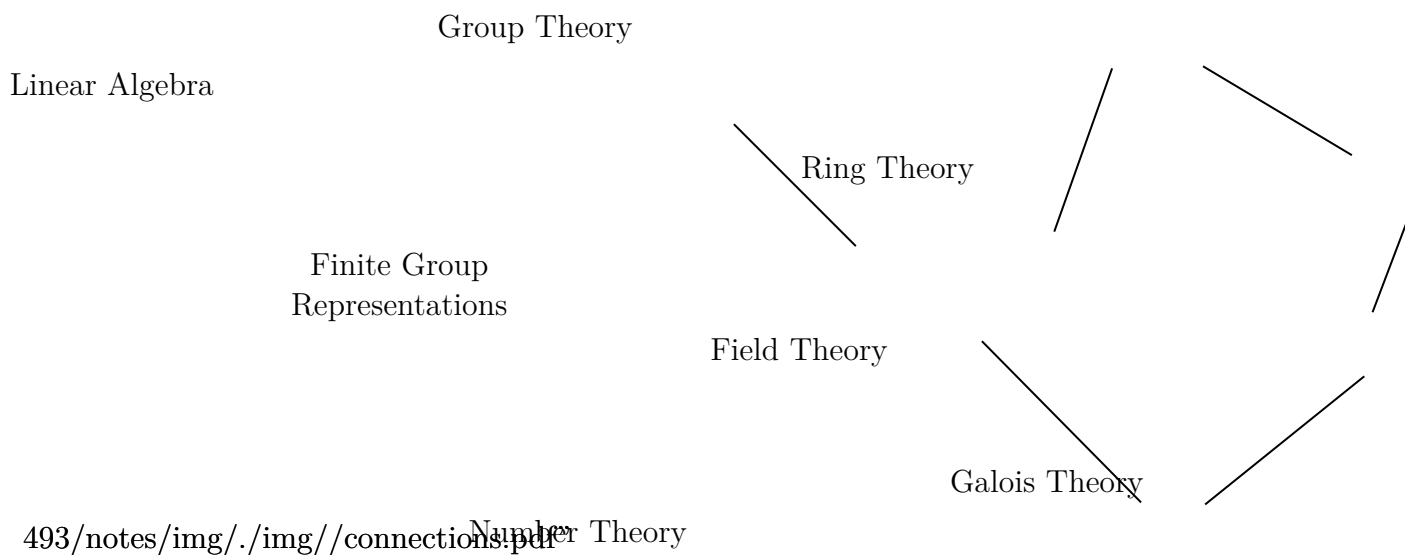 Group Theory
Linear Algebra
Ring Theory
Finite Group
Representations
Field Theory
Galois Theory
Number Theory
493/notes/img/./img//connections.pdf”